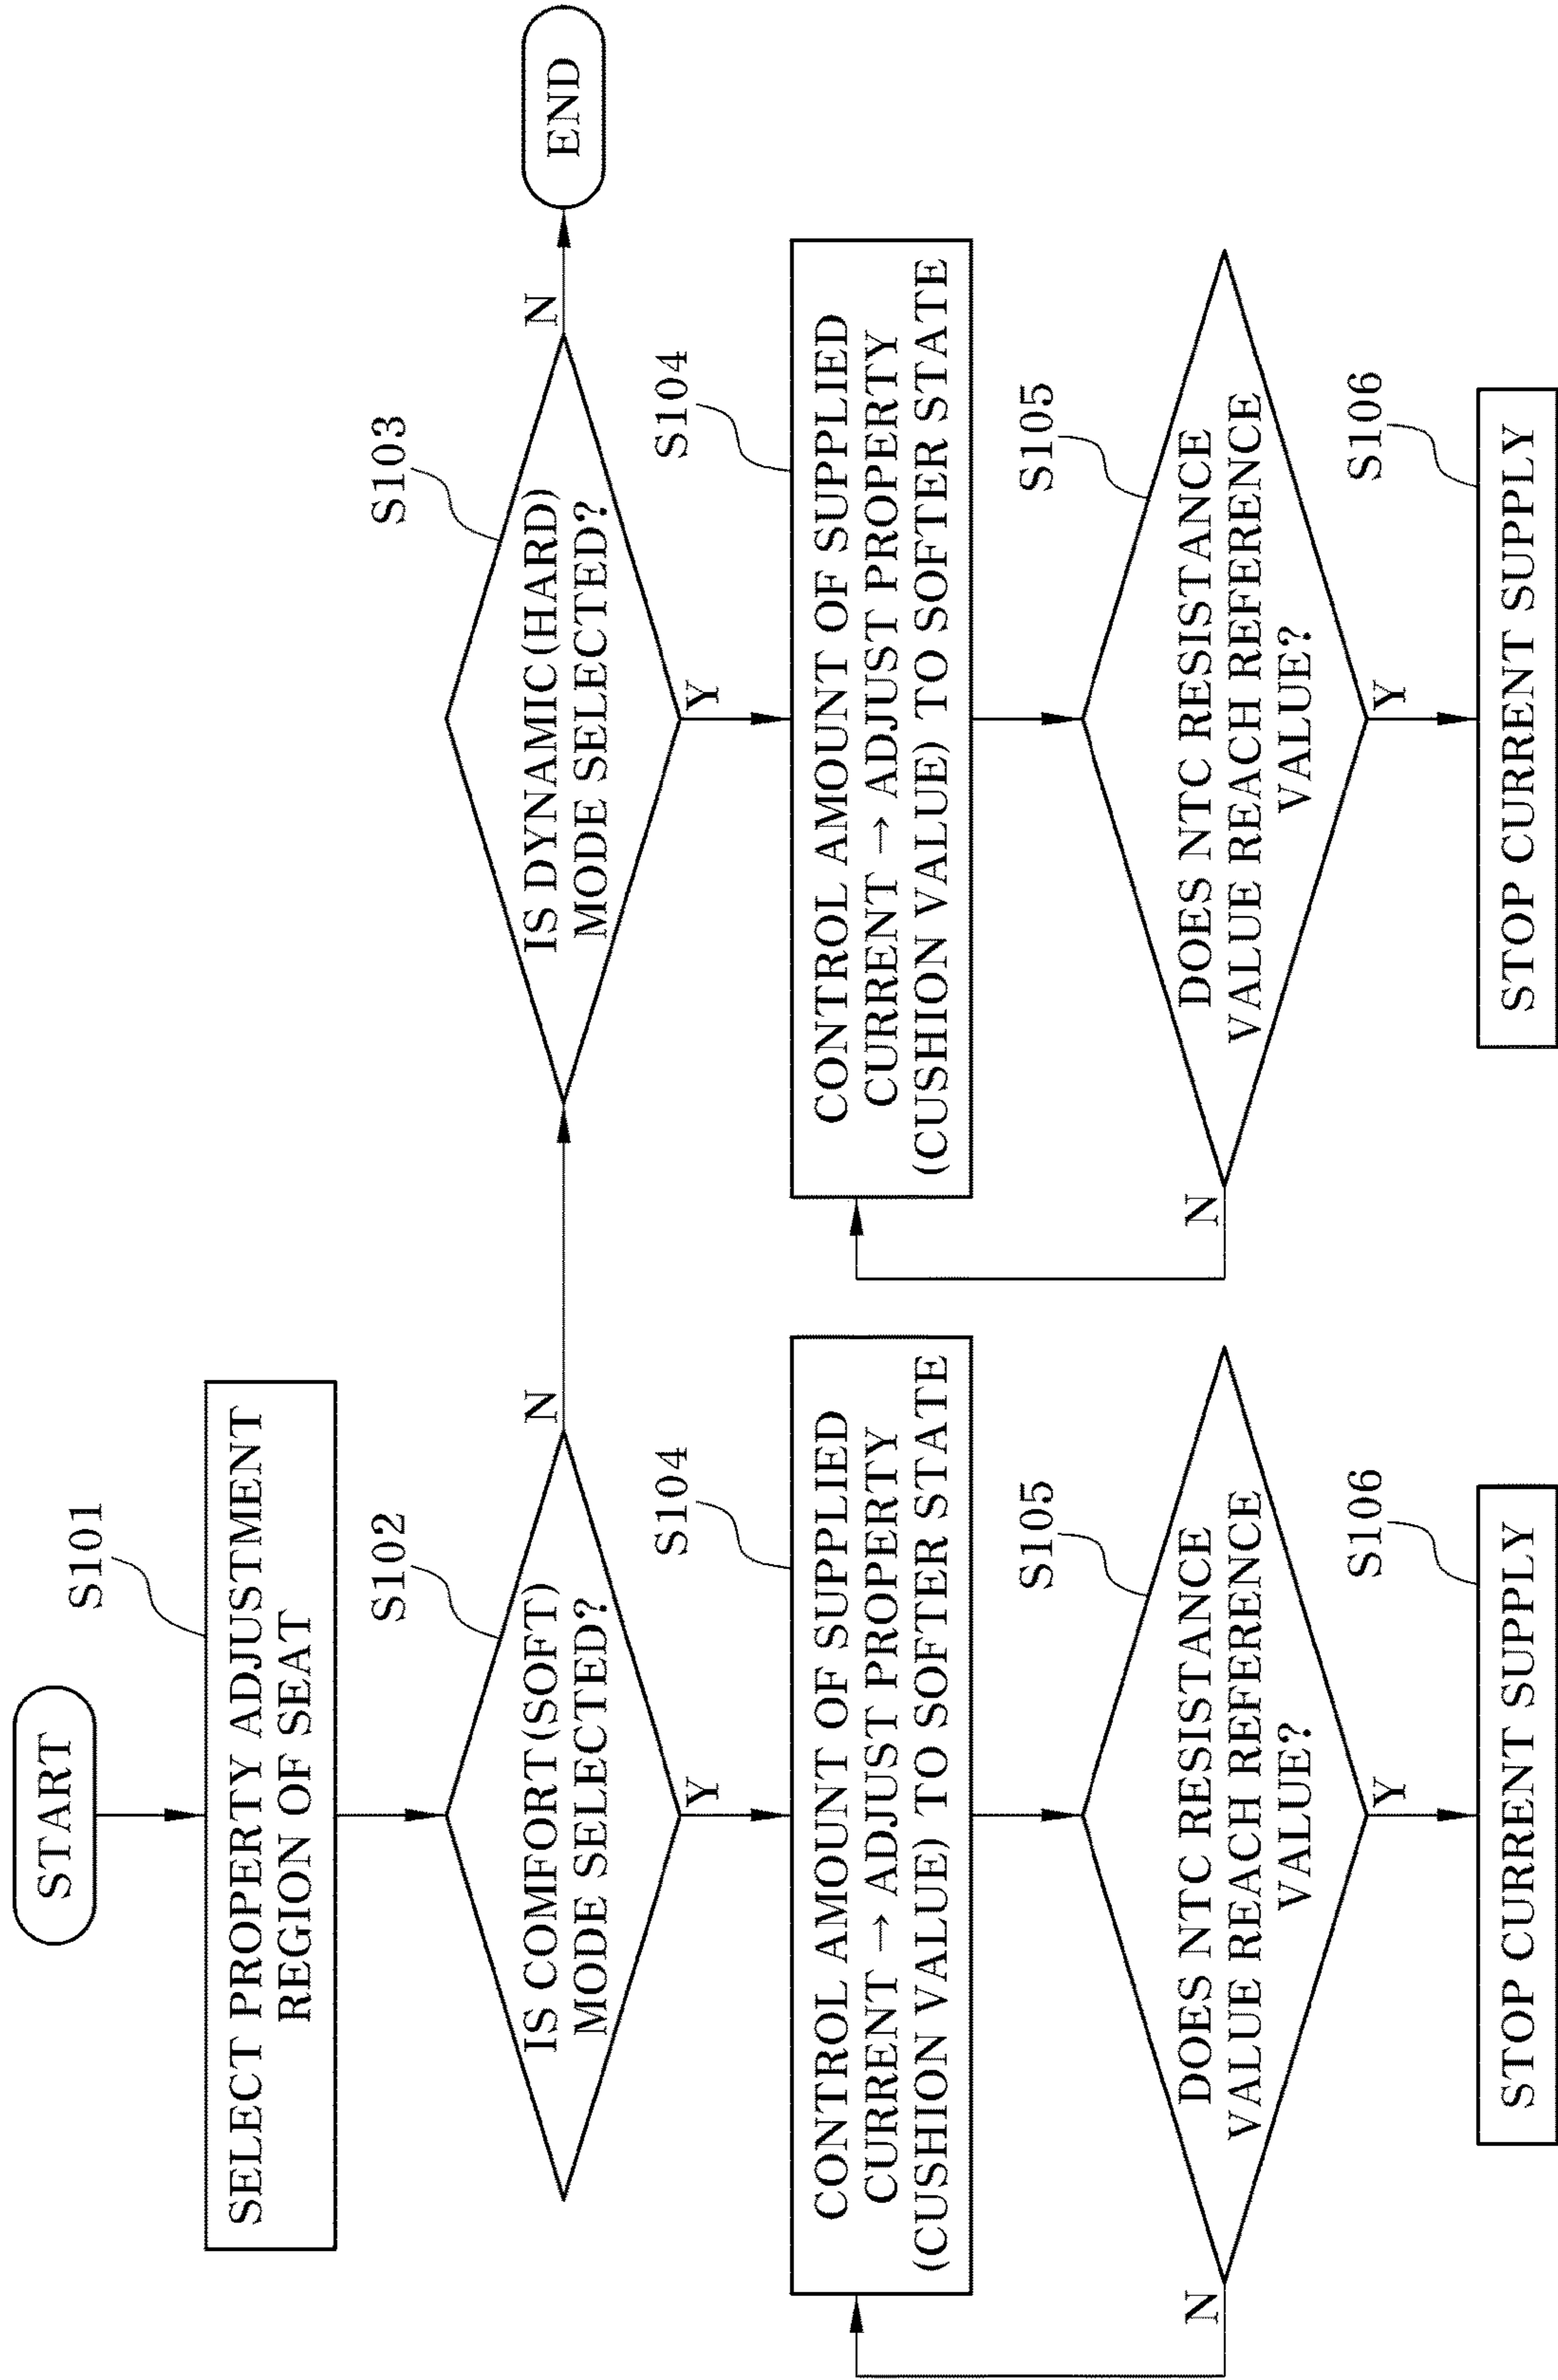 START
S101
SELECT PROPERTY ADJUSTMENT
REGION OF SEAT
S102
IS COMFORT(SOFT)
MODE SELECTED?
N
Y
S103
IS DYNAMIC(HARD)
MODE SELECTED?
N
END
Y
S104
CONTROL AMOUNT OF SUPPLIED
CURRENT → ADJUST PROPERTY
(CUSHION VALUE) TO SOFTER STATE
S105
DOES NTC RESISTANCE
VALUE REACH REFERENCE
VALUE?
N
Y
S106
STOP CURRENT SUPPLY
S104
CONTROL AMOUNT OF SUPPLIED
CURRENT → ADJUST PROPERTY
(CUSHION VALUE) TO SOFTER STATE
S105
DOES NTC RESISTANCE
VALUE REACH REFERENCE
VALUE?
N
Y
S106
STOP CURRENT SUPPLY